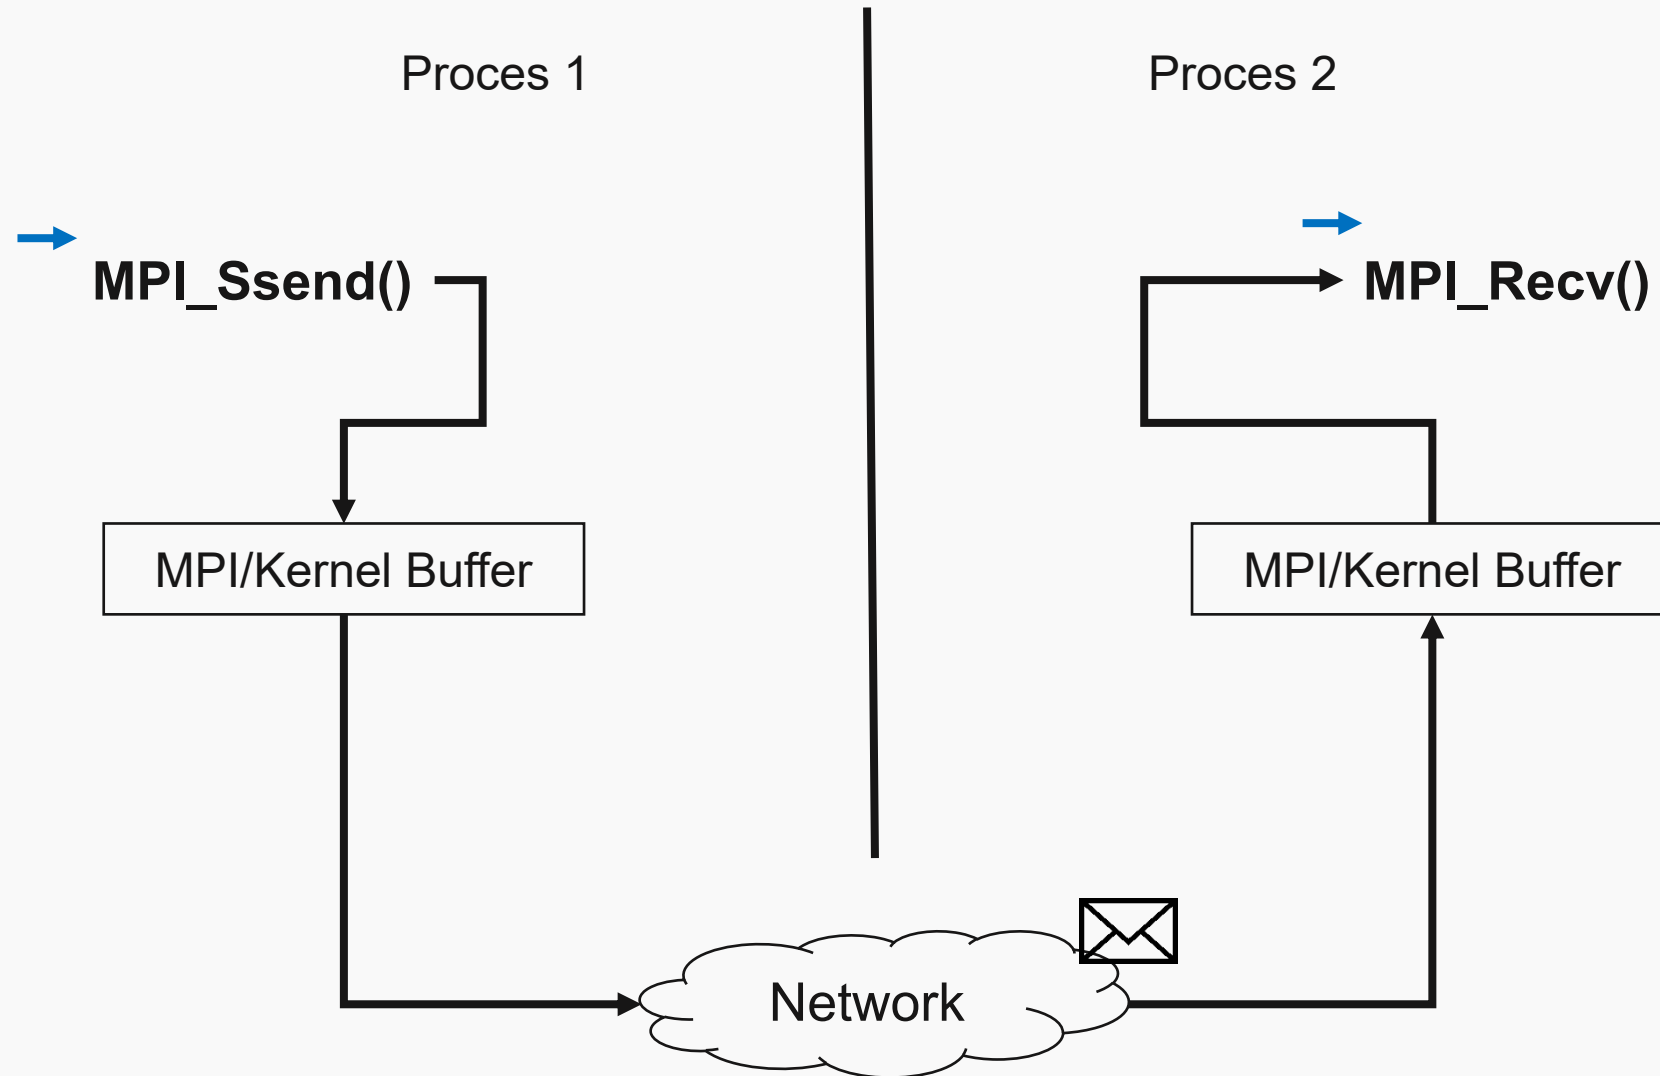 Proces 1
Proces 2
MPI_Ssend()
MPI_Recv()
MPI/Kernel Buffer
MPI/Kernel Buffer
Network